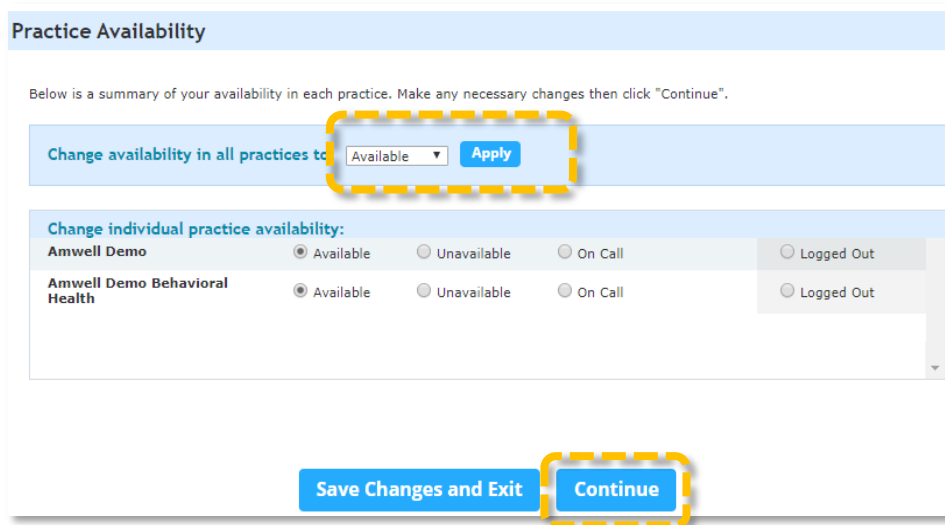 Practice Availability
Below is a summary of your availability in each practice. Make any necessary changes then click "Continue".
Change availability in all practices to Available Apply
Change individual practice availability:
Amwell Demo Available Unavailable On Call Logged Out
Amwell Demo Behavioral
Health Available Unavailable On Call Logged Out
Save Changes and Exit Continue